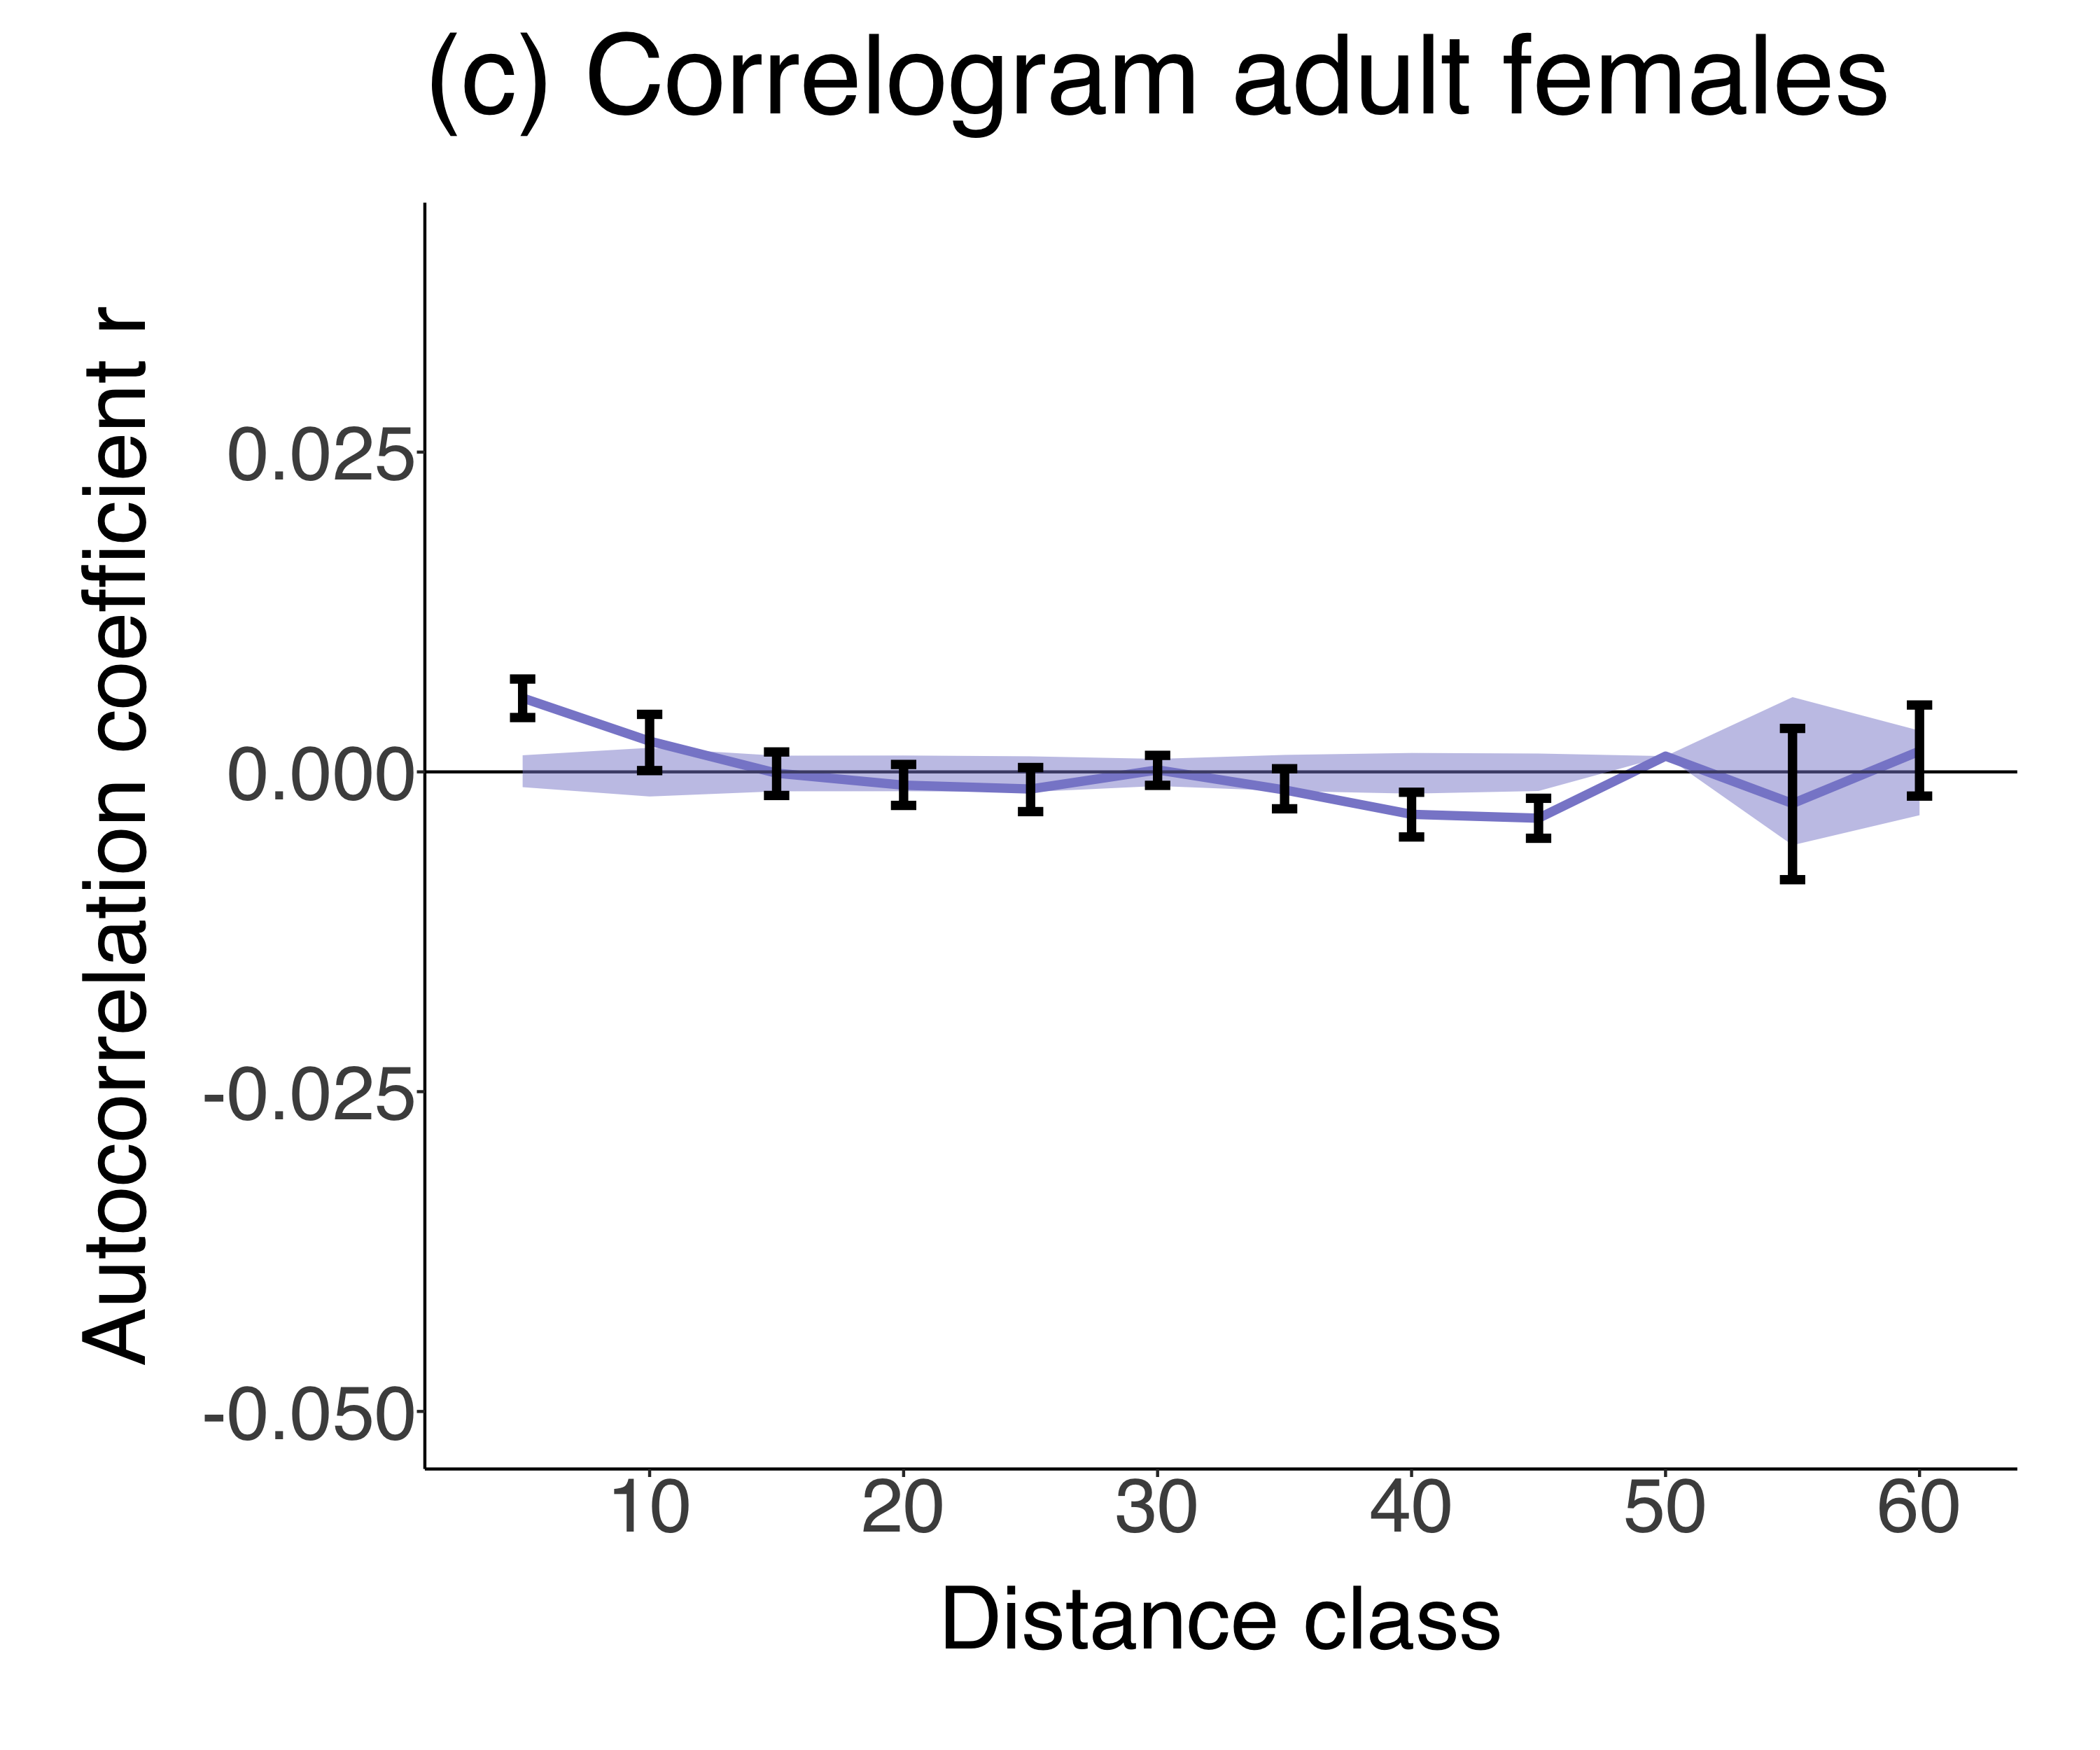 (c) Correlogram adult females
Autocorrelation coefficient r
0.025
0.000
-0.025
-0.050
10 20 30 40 50 60
Distance class